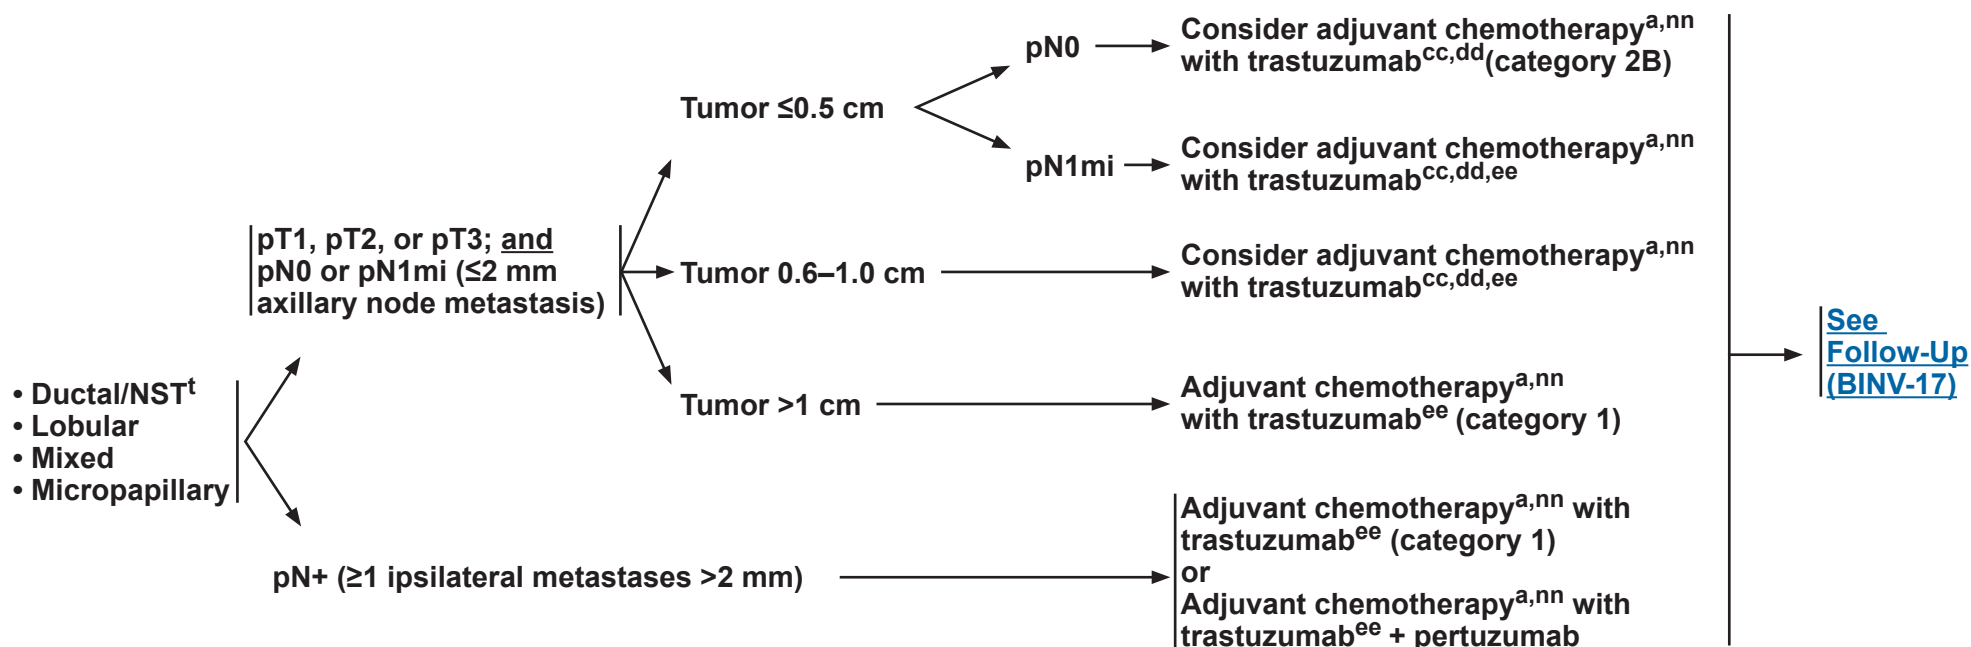 • Ductal/NSTt
• Lobular
• Mixed
• Micropapillary
pT1, pT2, or pT3; and
pN0 or pN1mi (≤2 mm
axillary node metastasis)
Tumor ≤0.5 cm
pN0
Consider adjuvant chemotherapya,nn
with trastuzumabcc,dd(category 2B)
pN1mi
Consider adjuvant chemotherapya,nn
with trastuzumabcc,dd,ee
Tumor 0.6–1.0 cm
Consider adjuvant chemotherapya,nn
with trastuzumabcc,dd,ee
Tumor >1 cm
Adjuvant chemotherapya,nn
with trastuzumabee (category 1)
pN+ (≥1 ipsilateral metastases >2 mm)
Adjuvant chemotherapya,nn with
trastuzumabee (category 1)
or
Adjuvant chemotherapya,nn with
trastuzumabee + pertuzumab
See
Follow-Up
(BINV-17)